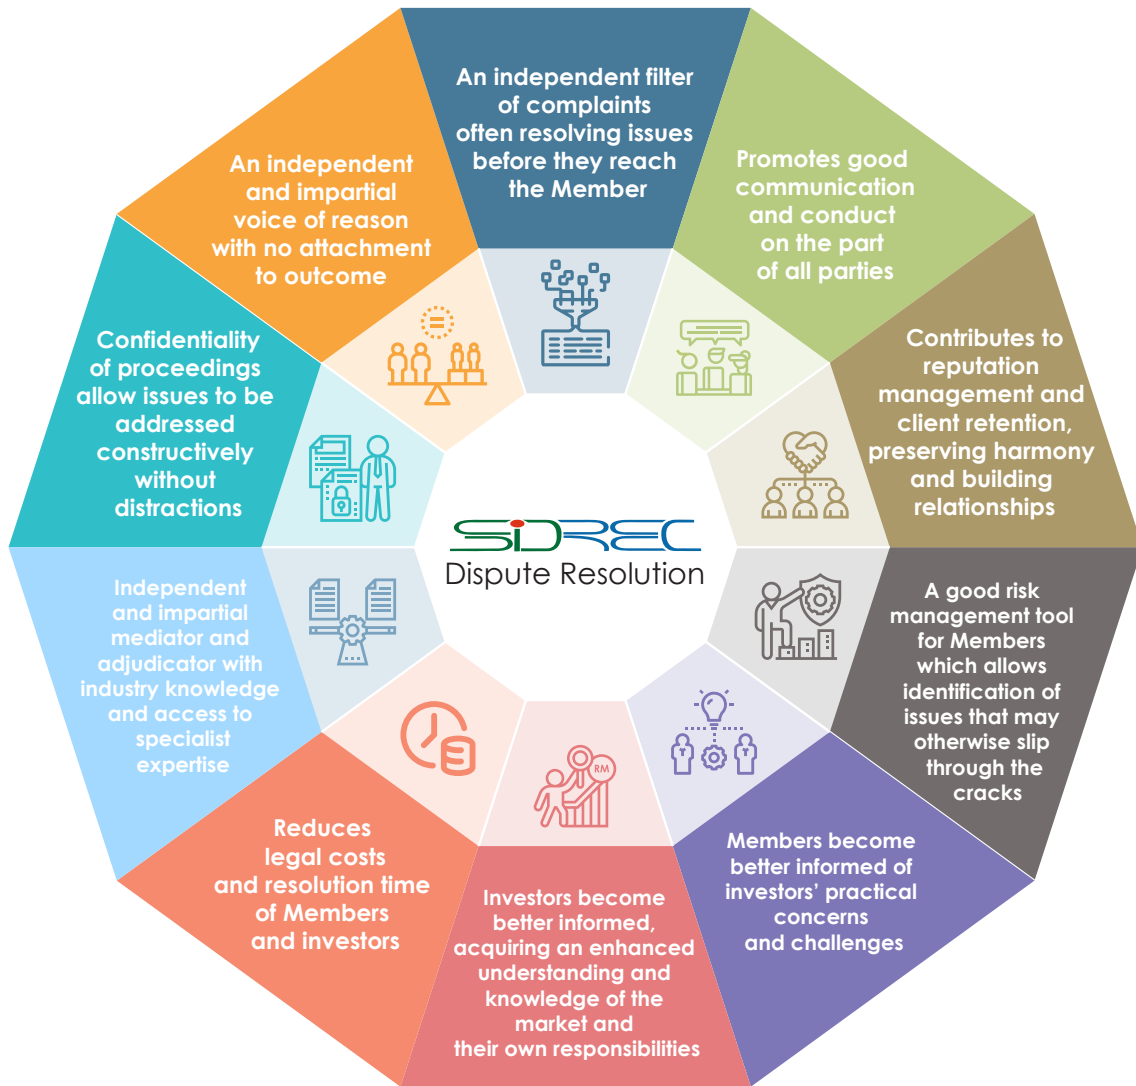 An independent filter
of complaints
often resolving issues
before they reach
the Member
Promotes good
communication
and conduct
on the part
of all parties
Contributes to
reputation
management and
client retention,
preserving harmony
and building
relationships
A good risk
management tool
for Members
which allows
identification of
issues that may
otherwise slip
through the
cracks
Members become
better informed of
investors’ practical
concerns
and challenges
Investors become
better informed,
acquiring an enhanced
understanding and
knowledge of the
market and
their own responsibilities
Reduces
legal costs
and resolution time
of Members
and investors
Independent
and impartial
mediator and
adjudicator with
industry knowledge
and access to
specialist
expertise
Confidentiality
of proceedings
allow issues to be
addressed
constructively
without
distractions
An independent
and impartial
voice of reason
with no attachment
to outcome
SiDREC
Dispute Resolution
RM